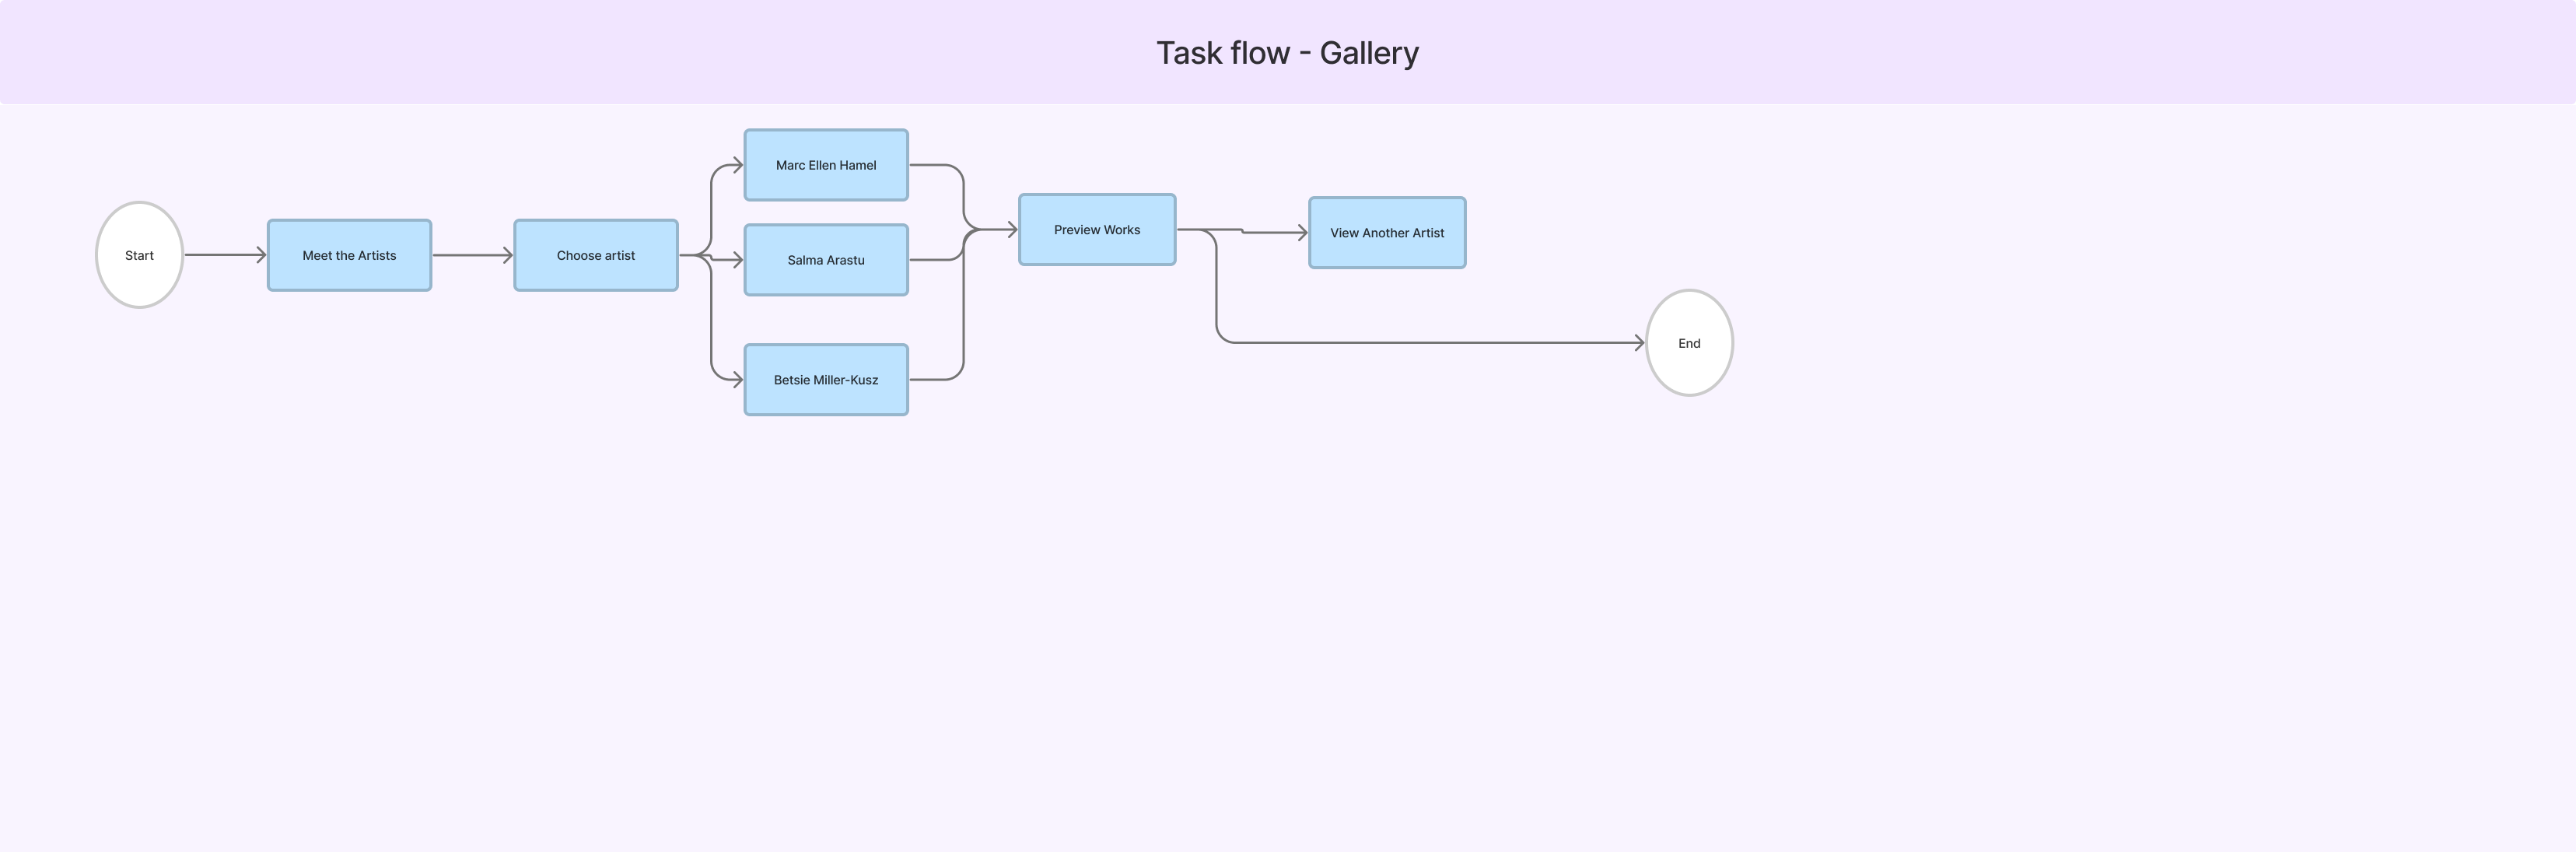 Task flow - Gallery
Start
Meet the Artists
Choose artist
Marc Ellen Hamel
Salma Arastu
Betsie Miller-Kusz
Preview Works
View Another Artist
End